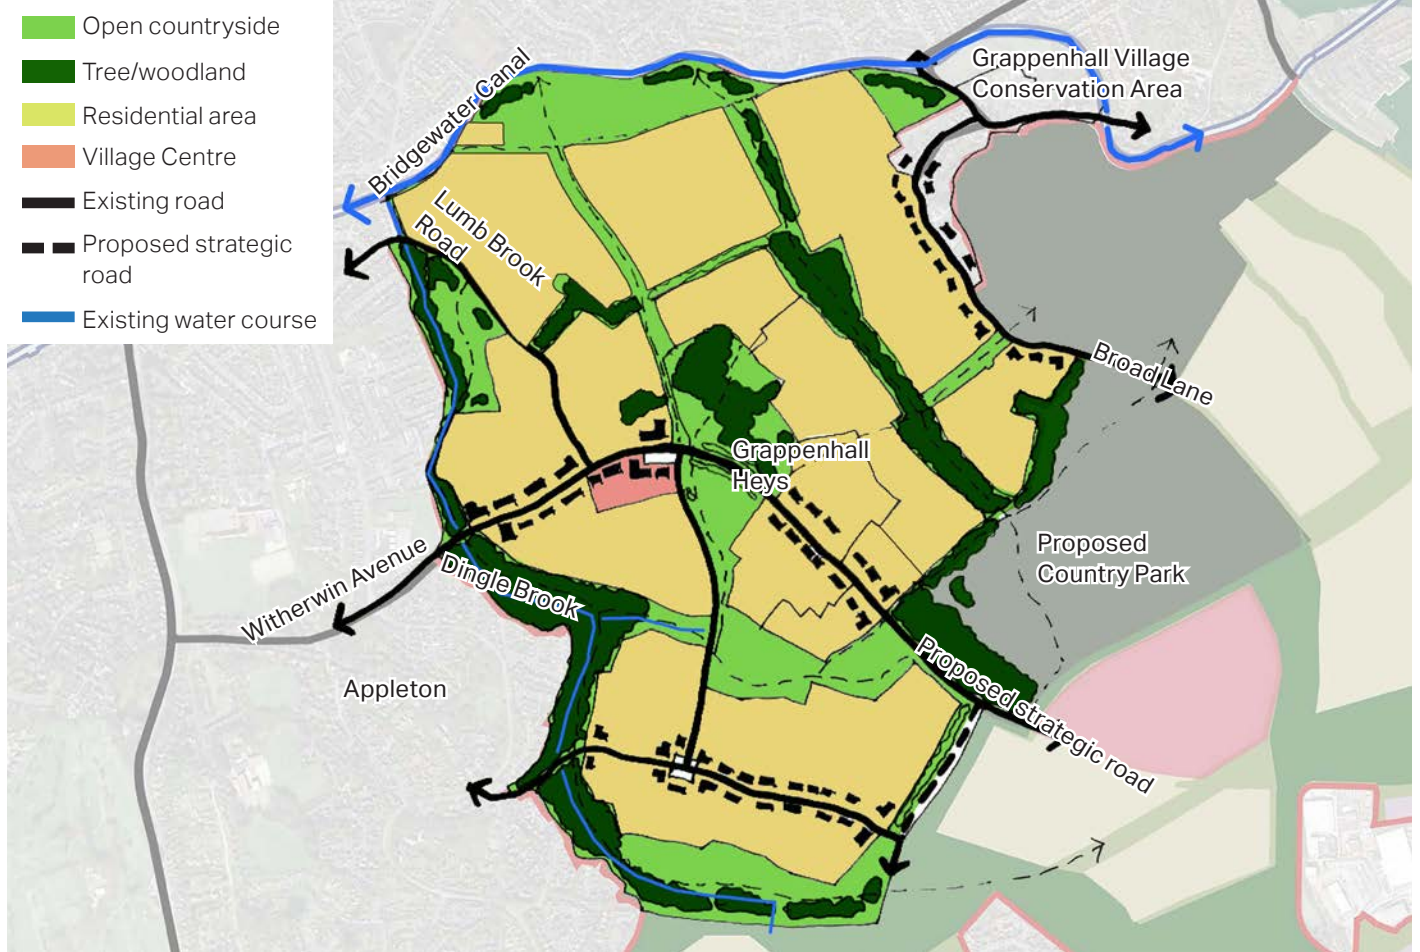 Open countryside
Tree/woodland
Residential area
Village Centre
Existing road
Proposed strategic
road
Existing water course
Bridgewater Canal
Grappenhall Village
Conservation Area
Lumb Brook
Road
Broad Lane
Grappenhall
Heys
Proposed
Country Park
Witherwin Avenue
Dingle Brook
Appleton
Proposed strategic road